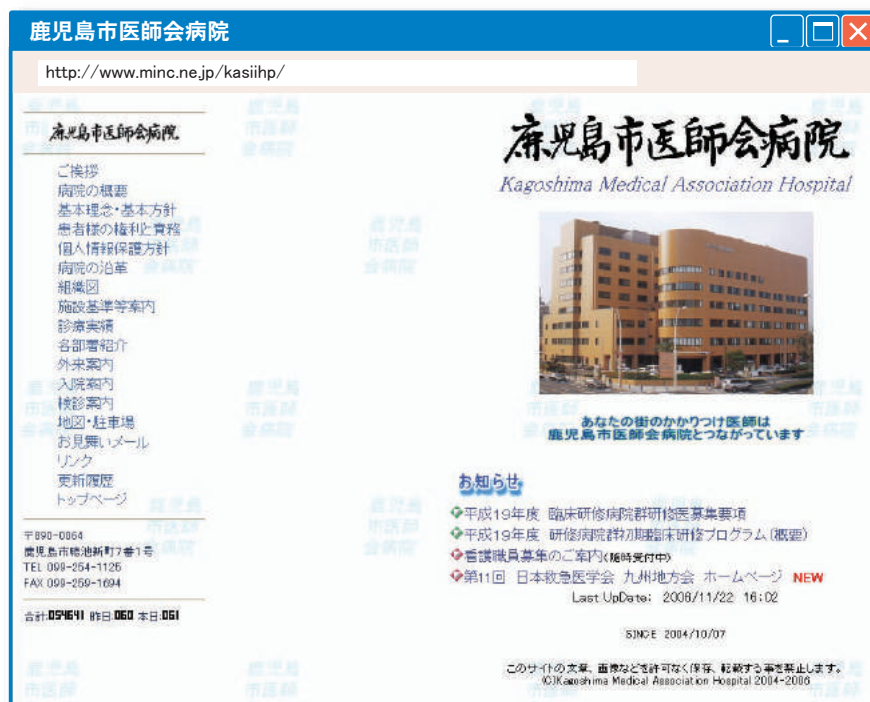 鹿児島市医師会病院
http://www.minc.ne.jp/kasiihp/
鹿児島市医師会病院
ご挨拶
病院の概要
基本理念・基本方針
患者様の権利と責務
個人情報保護方針
病院の沿革
組織図
施設基準等案内
診療実績
各部署紹介
外来案内
入院案内
検診案内
地図・駐車場
お見舞いメール
リンク
更新履歴
トップページ
〒890-0064
鹿児島市鴨池新町7番1号
TEL 099-254-1125
FAX 099-259-1694
合計:054641 昨日:060 本日:061
鹿児島市医師会病院
Kagoshima Medical Association Hospital
あなたの街のかかりつけ医師は
鹿児島市医師会病院とつながっています
お知らせ
平成19年度 臨床研修病院群研修医募集要項
平成19年度 研修病院群初期臨床研修プログラム(概要)
看護職員募集のご案内(随時受付中)
第11回 日本救急医学会 九州地方会 ホームページ NEW
Last UpDate: 2006/11/22 16:02
SINCE 2004/10/07
このサイトの文章、画像などを許可なく保存、転載する事を禁止します。
(C)Kagoshima Medical Association Hospital 2004-2006